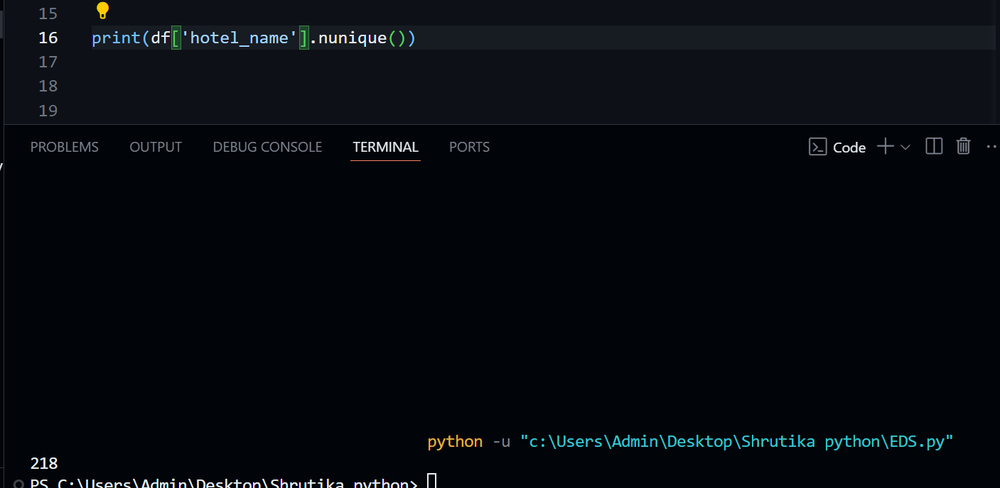 15
16 print(df['hotel_name'].nunique())
17
18
19
PROBLEMS OUTPUT DEBUG CONSOLE TERMINAL PORTS Code
python -u "c:\Users\Admin\Desktop\Shrutika python\EDS.py"
218
PS C:\Users\Admin\Desktop\Shrutika python>